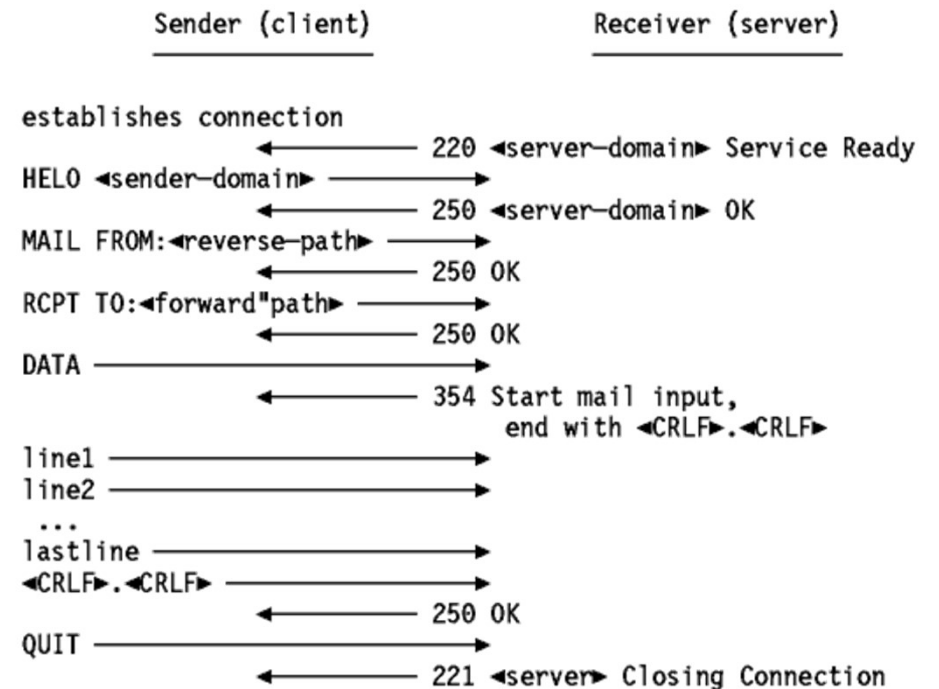 Sender (client) Receiver (server)
establishes connection
220 ◄server—domain► Service Ready
HELO ◄sender—domain►
250 ◄server—domain► OK
MAIL FROM:◄reverse—path►
250 OK
RCPT TO:◄forward"path►
250 OK
DATA
354 Start mail input,
end with ◄CRLF►.◄CRLF►
line1
line2
...
lastline
◄CRLF►.◄CRLF►
250 OK
QUIT
221 ◄server► Closing Connection